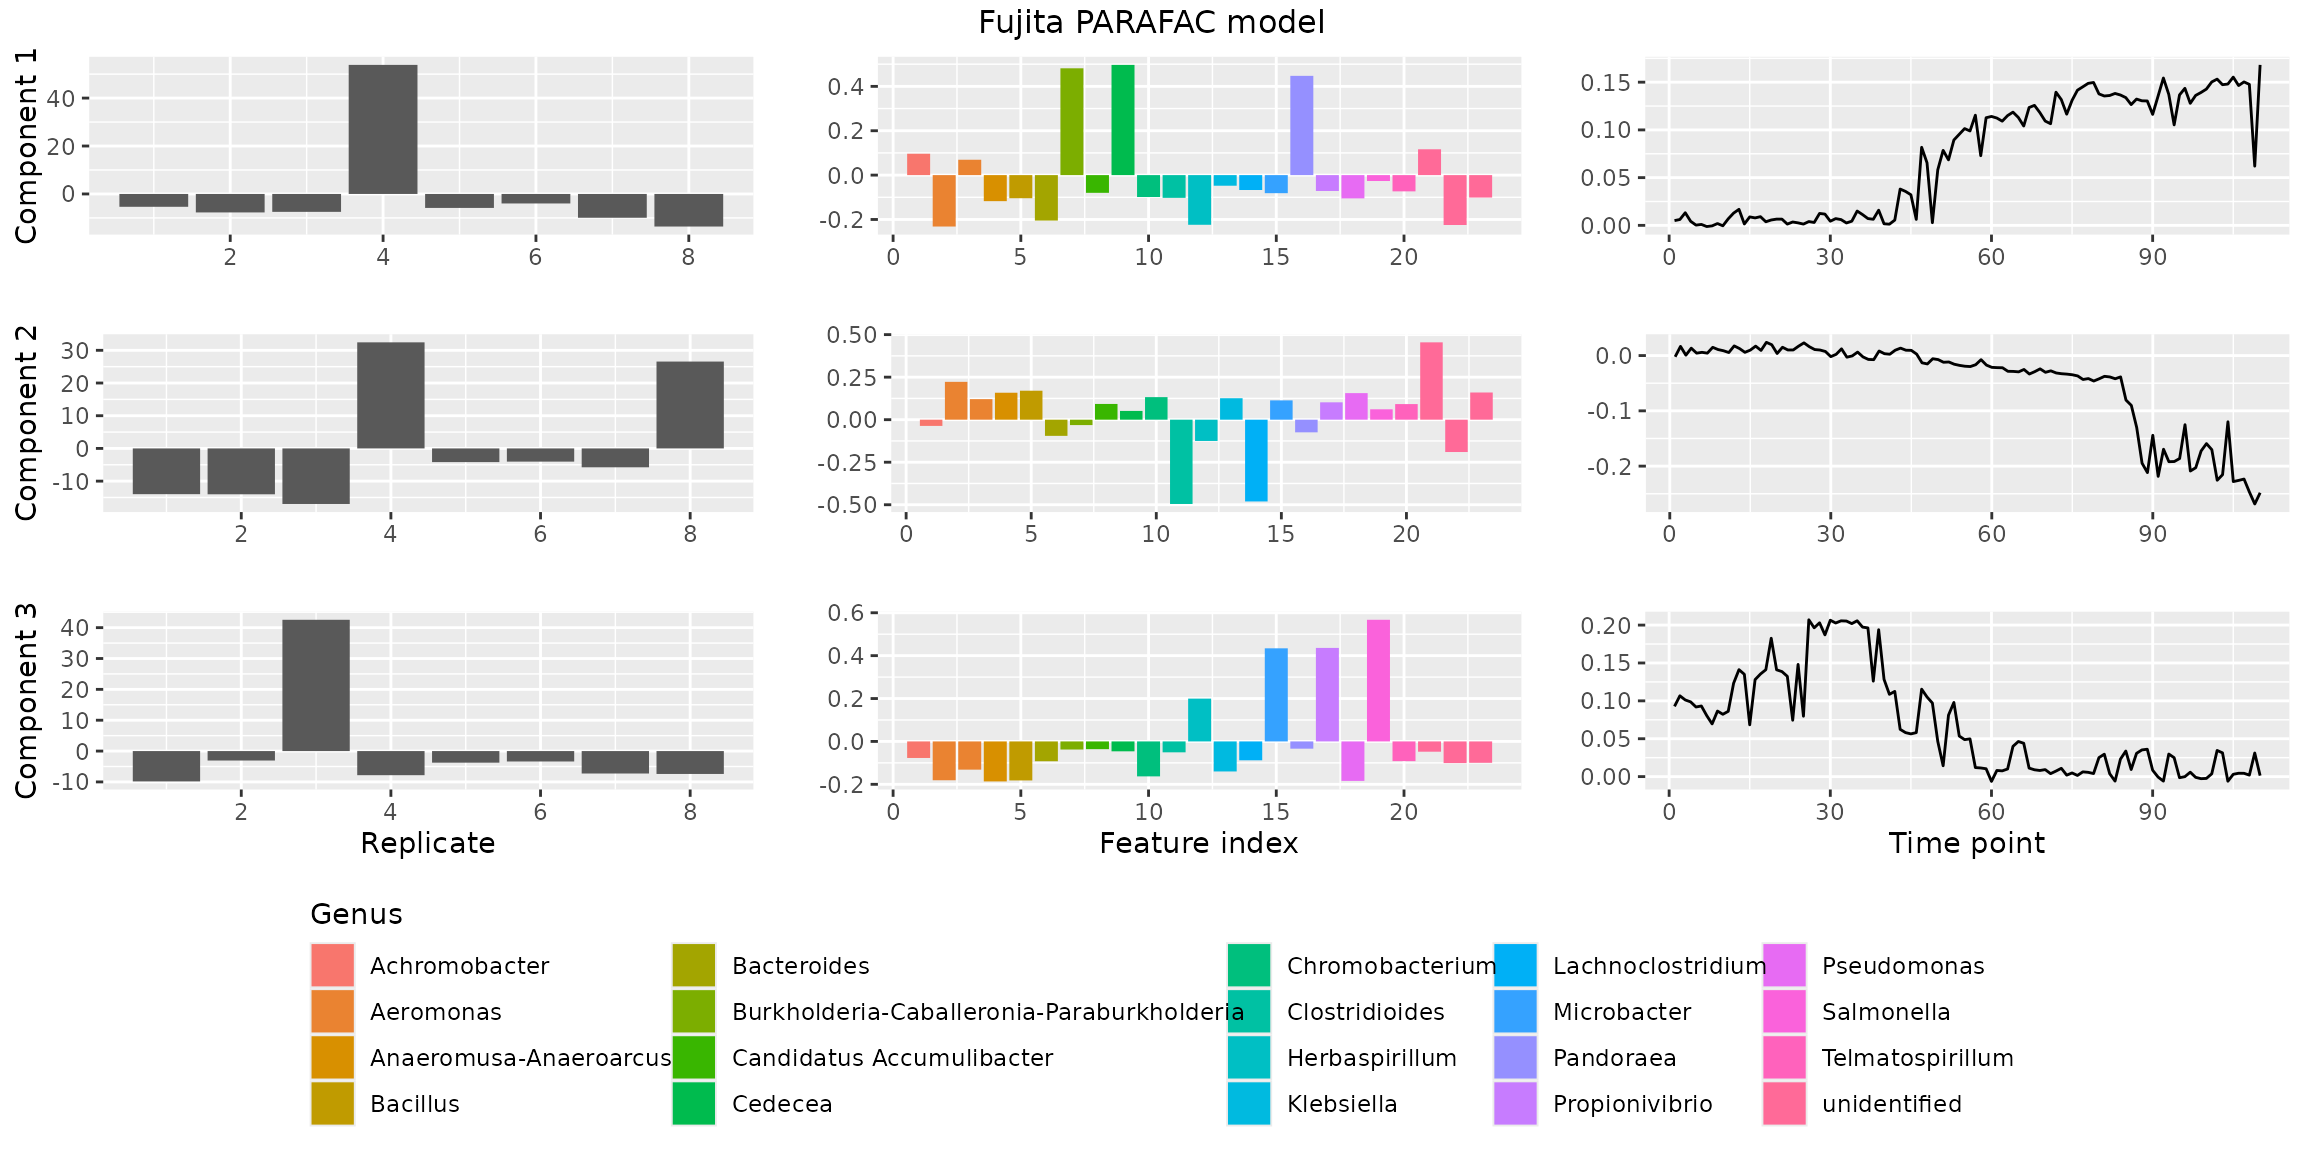 Fujita PARAFAC model
Component 1
40
20
0
2 4 6 8
0.4
0.2
0.0
-0.2
0 5 10 15 20
0.15
0.10
0.05
0.00
0 30 60 90
Component 2
30
20
10
0
-10
2 4 6 8
0.50
0.25
0.00
-0.25
-0.50
0 5 10 15 20
0.0
-0.1
-0.2
0 30 60 90
Component 3
40
30
20
10
0
-10
2 4 6 8
Replicate
0.6
0.4
0.2
0.0
-0.2
0 5 10 15 20
Feature index
0.20
0.15
0.10
0.05
0.00
0 30 60 90
Time point
Genus
Achromobacter
Aeromonas
Anaeromusa-Anaeroarcus
Bacillus
Bacteroides
Burkholderia-Caballeronia-Paraburkholderia
Candidatus Accumulibacter
Cedecea
Chromobacterium
Clostridioides
Herbaspirillum
Klebsiella
Lachnoclostridium
Microbacter
Pandoraea
Propionivibrio
Pseudomonas
Salmonella
Telmatospirillum
unidentified